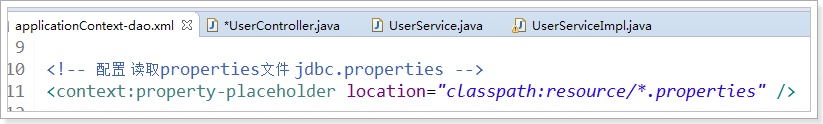 applicationContext-dao.xml *UserController.java UserService.java UserServiceImpl.java
9
10 <!-- 配置 读取properties文件 jdbc.properties -->
11 <context:property-placeholder location="classpath:resource/*.properties" />